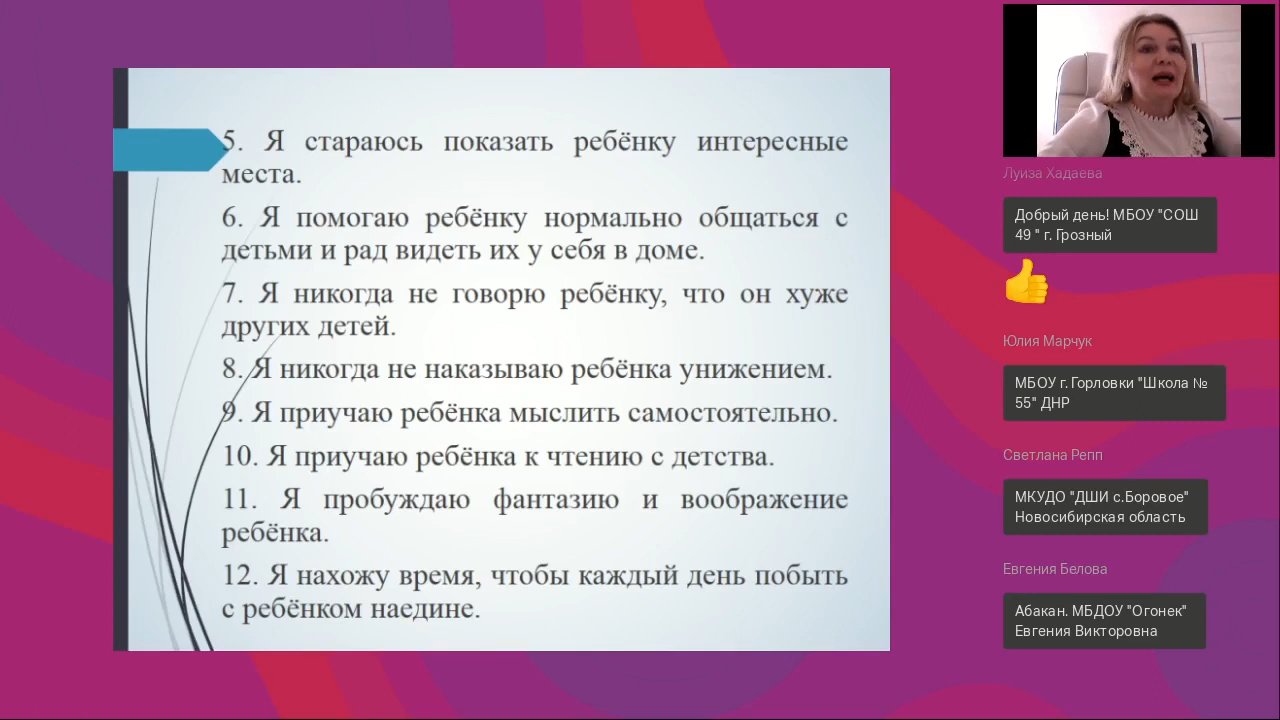 5. Я стараюсь показать ребёнку интересные
места.
6. Я помогаю ребёнку нормально общаться с
детьми и рад видеть их у себя в доме.
7. Я никогда не говорю ребёнку, что он хуже
других детей.
8. Я никогда не наказываю ребёнка унижением.
9. Я приучаю ребёнка мыслить самостоятельно.
10. Я приучаю ребёнка к чтению с детства.
11. Я пробуждаю фантазию и воображение
ребёнка.
12. Я нахожу время, чтобы каждый день побыть
с ребёнком наедине.
Луиза Хадаева
Добрый день! МБОУ "СОШ
49 " г. Грозный
Юлия Марчук
МБОУ г. Горловки "Школа №
55" ДНР
Светлана Репп
МКУДО "ДШИ с.Боровое"
Новосибирская область
Евгения Белова
Абакан. МБДОУ "Огонек"
Евгения Викторовна